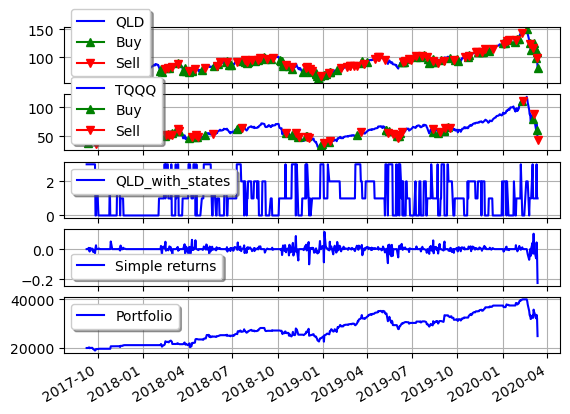 150
QLD
Buy
100
Sell
TQQQ
100
Buy
Sell
50
2
QLD_with_states
0
0.0
Simple returns
−0.2
40000
Portfolio
20000
2017-10
2018-01
2018-04
2018-07
2018-10
2019-01
2019-04
2019-07
2019-10
2020-01
2020-04